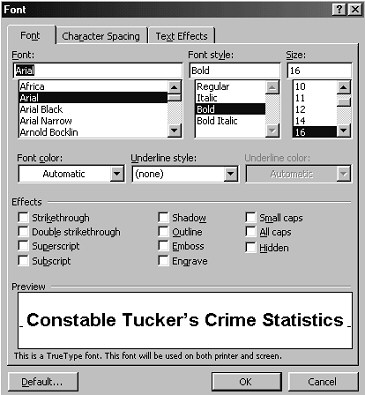 Font
Font Character Spacing Text Effects
Font: Font style: Size:
Arial Bold 16
Africa Regular 10
Arial Italic 11
Arial Black Bold 12
Arial Narrow Bold Italic 14
Arnold Bocklin 16
Font color: Underline style: Underline color:
Automatic (none) Automatic
Effects
Strikethrough Shadow Small caps
Double strikethrough Outline All caps
Superscript Emboss Hidden
Subscript Engrave
Preview
Constable Tucker's Crime Statistics
This is a TrueType font. This font will be used on both printer and screen.
Default... OK Cancel